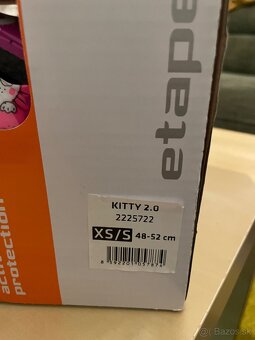 etape
active
protection
KITTY 2.0
2225722
XS/S 48-52 cm